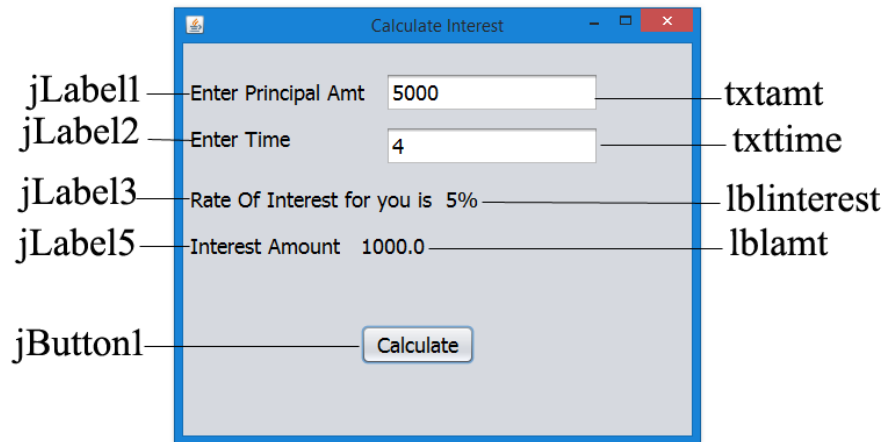 Calculate Interest
jLabel1 Enter Principal Amt 5000 txtamt
jLabel2 Enter Time 4 txttime
jLabel3 Rate Of Interest for you is 5% lblinterest
jLabel5 Interest Amount 1000.0 lblamt
jButton1 Calculate